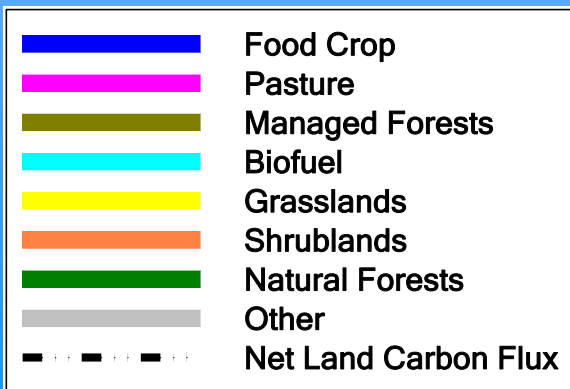 Food Crop
Pasture
Managed Forests
Biofuel
Grasslands
Shrublands
Natural Forests
Other
Net Land Carbon Flux